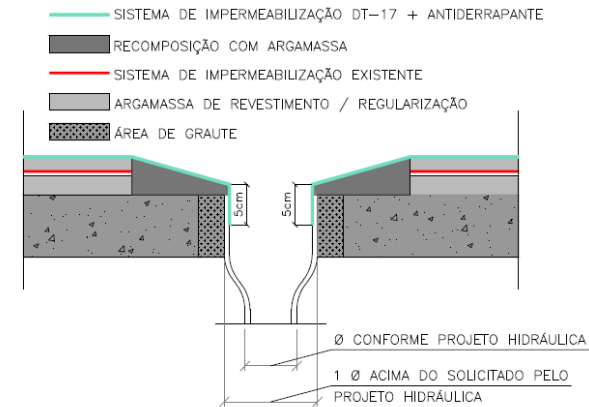 SISTEMA DE IMPERMEABILIZAÇÃO DT-17 + ANTIDERRAPANTE
RECOMPOSIÇÃO COM ARGAMASSA
SISTEMA DE IMPERMEABILIZAÇÃO EXISTENTE
ARGAMASSA DE REVESTIMENTO / REGULARIZAÇÃO
ÁREA DE GRAUTE
5cm
5cm
Ø CONFORME PROJETO HIDRÁULICA
1 Ø ACIMA DO SOLICITADO PELO
PROJETO HIDRÁULICA